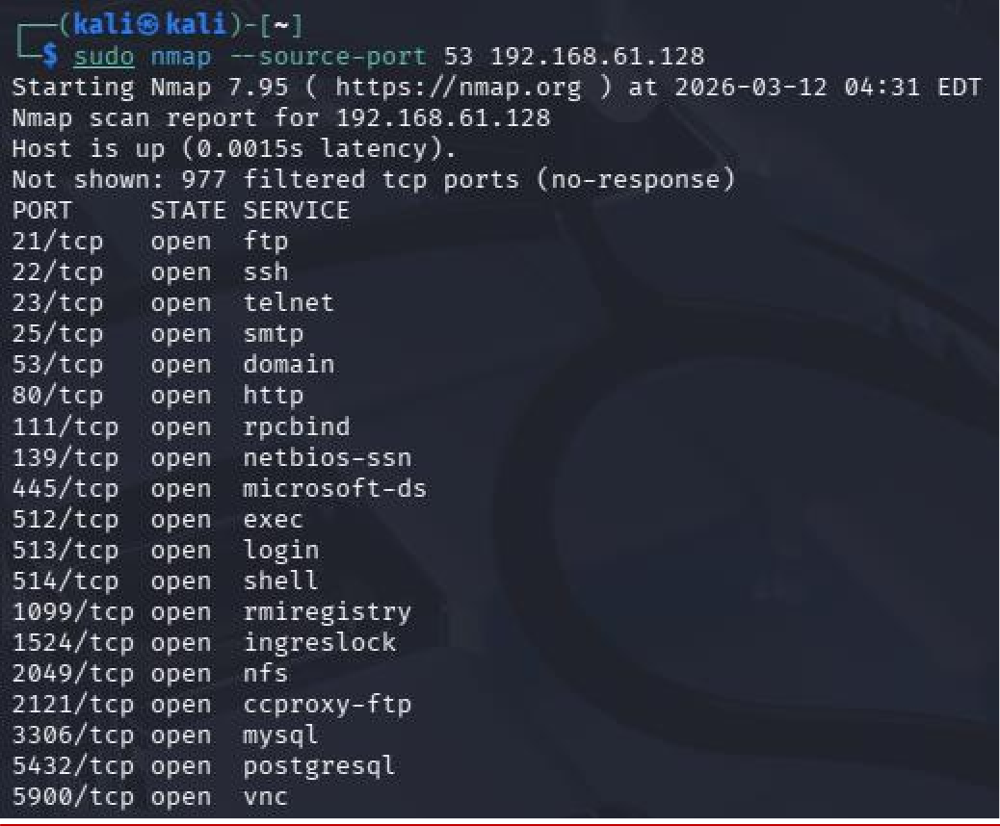 ┌──(kali㉿kali)-[~]
└─$ sudo nmap --source-port 53 192.168.61.128
Starting Nmap 7.95 ( https://nmap.org ) at 2026-03-12 04:31 EDT
Nmap scan report for 192.168.61.128
Host is up (0.0015s latency).
Not shown: 977 filtered tcp ports (no-response)
PORT     STATE SERVICE
21/tcp   open  ftp
22/tcp   open  ssh
23/tcp   open  telnet
25/tcp   open  smtp
53/tcp   open  domain
80/tcp   open  http
111/tcp  open  rpcbind
139/tcp  open  netbios-ssn
445/tcp  open  microsoft-ds
512/tcp  open  exec
513/tcp  open  login
514/tcp  open  shell
1099/tcp open  rmiregistry
1524/tcp open  ingreslock
2049/tcp open  nfs
2121/tcp open  ccproxy-ftp
3306/tcp open  mysql
5432/tcp open  postgresql
5900/tcp open  vnc